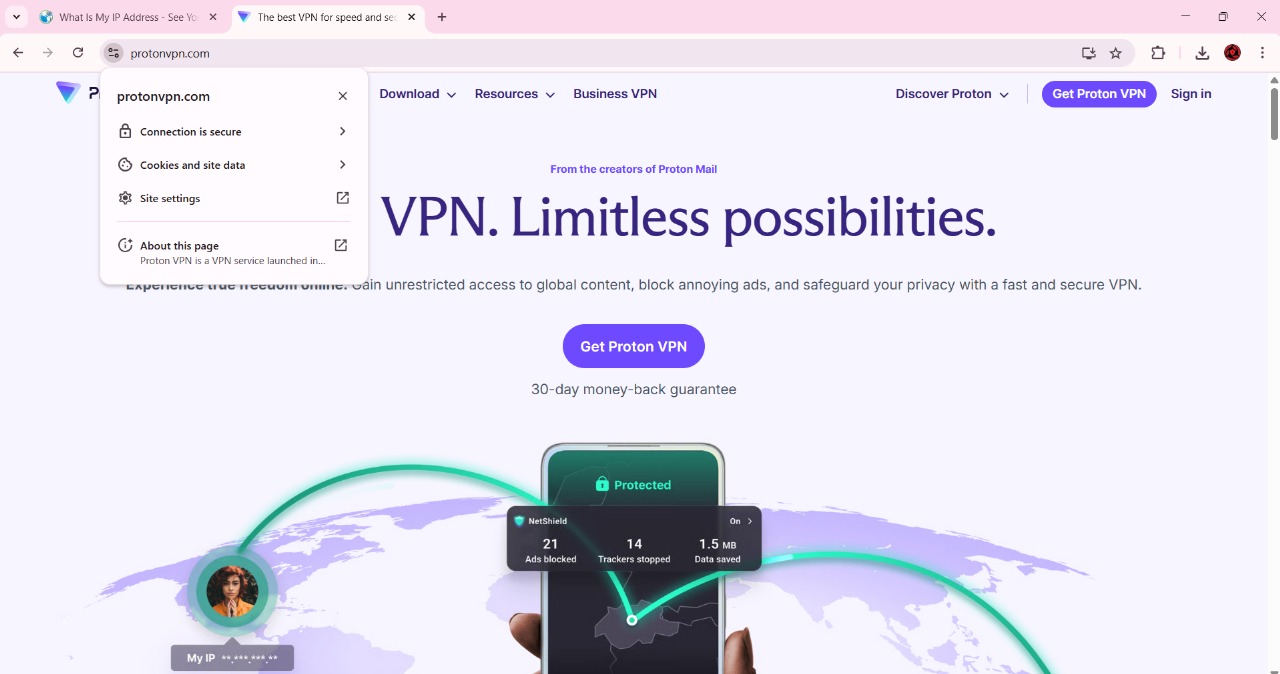 What Is My IP Address - See Yo
The best VPN for speed and sec
protonvpn.com
protonvpn.com
Connection is secure
Cookies and site data
Site settings
About this page
Proton VPN is a VPN service launched in...
Download
Resources
Business VPN
Discover Proton
Get Proton VPN
Sign in
From the creators of Proton Mail
VPN. Limitless possibilities.
Experience true freedom online. Gain unrestricted access to global content, block annoying ads, and safeguard your privacy with a fast and secure VPN.
Get Proton VPN
30-day money-back guarantee
Protected
NetShield On
21 14 1.5 MB
Ads blocked Trackers stopped Data saved
My IP **.***.***.**